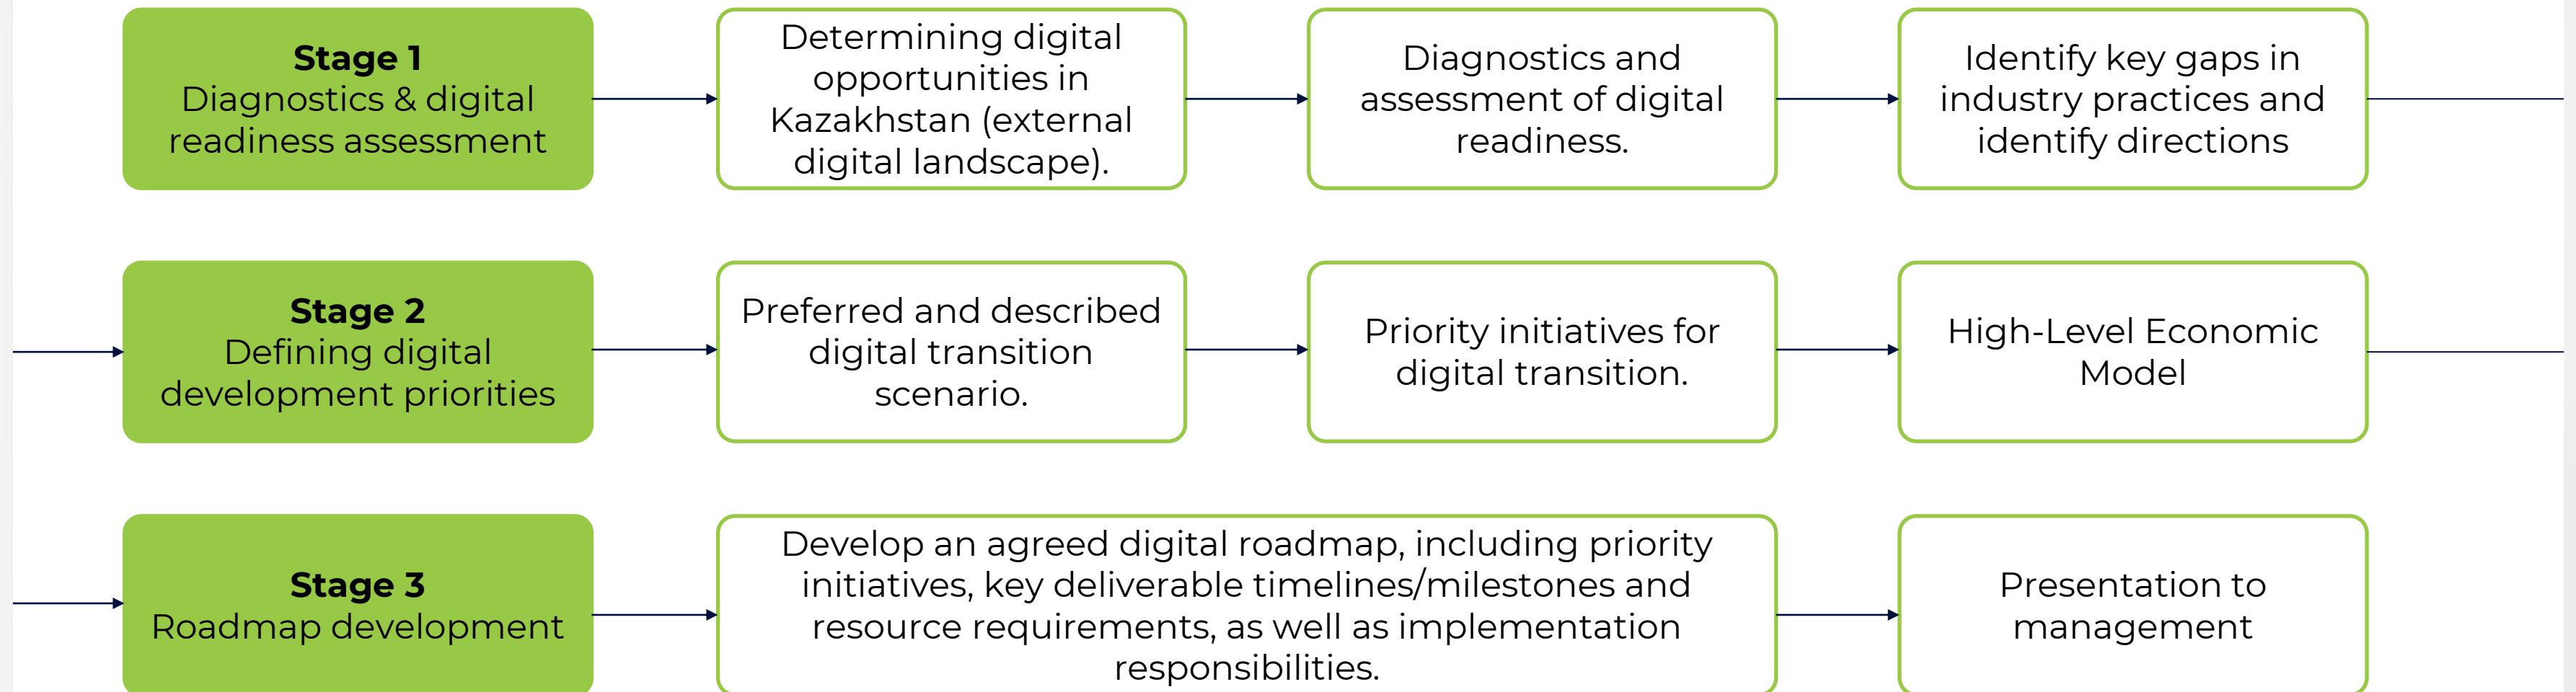 Stage 1
Diagnostics & digital
readiness assessment
Determining digital
opportunities in
Kazakhstan (external
digital landscape).
Diagnostics and
assessment of digital
readiness.
Identify key gaps in
industry practices and
identify directions
Stage 2
Defining digital
development priorities
Preferred and described
digital transition
scenario.
Priority initiatives for
digital transition.
High-Level Economic
Model
Stage 3
Roadmap development
Develop an agreed digital roadmap, including priority
initiatives, key deliverable timelines/milestones and
resource requirements, as well as implementation
responsibilities.
Presentation to
management